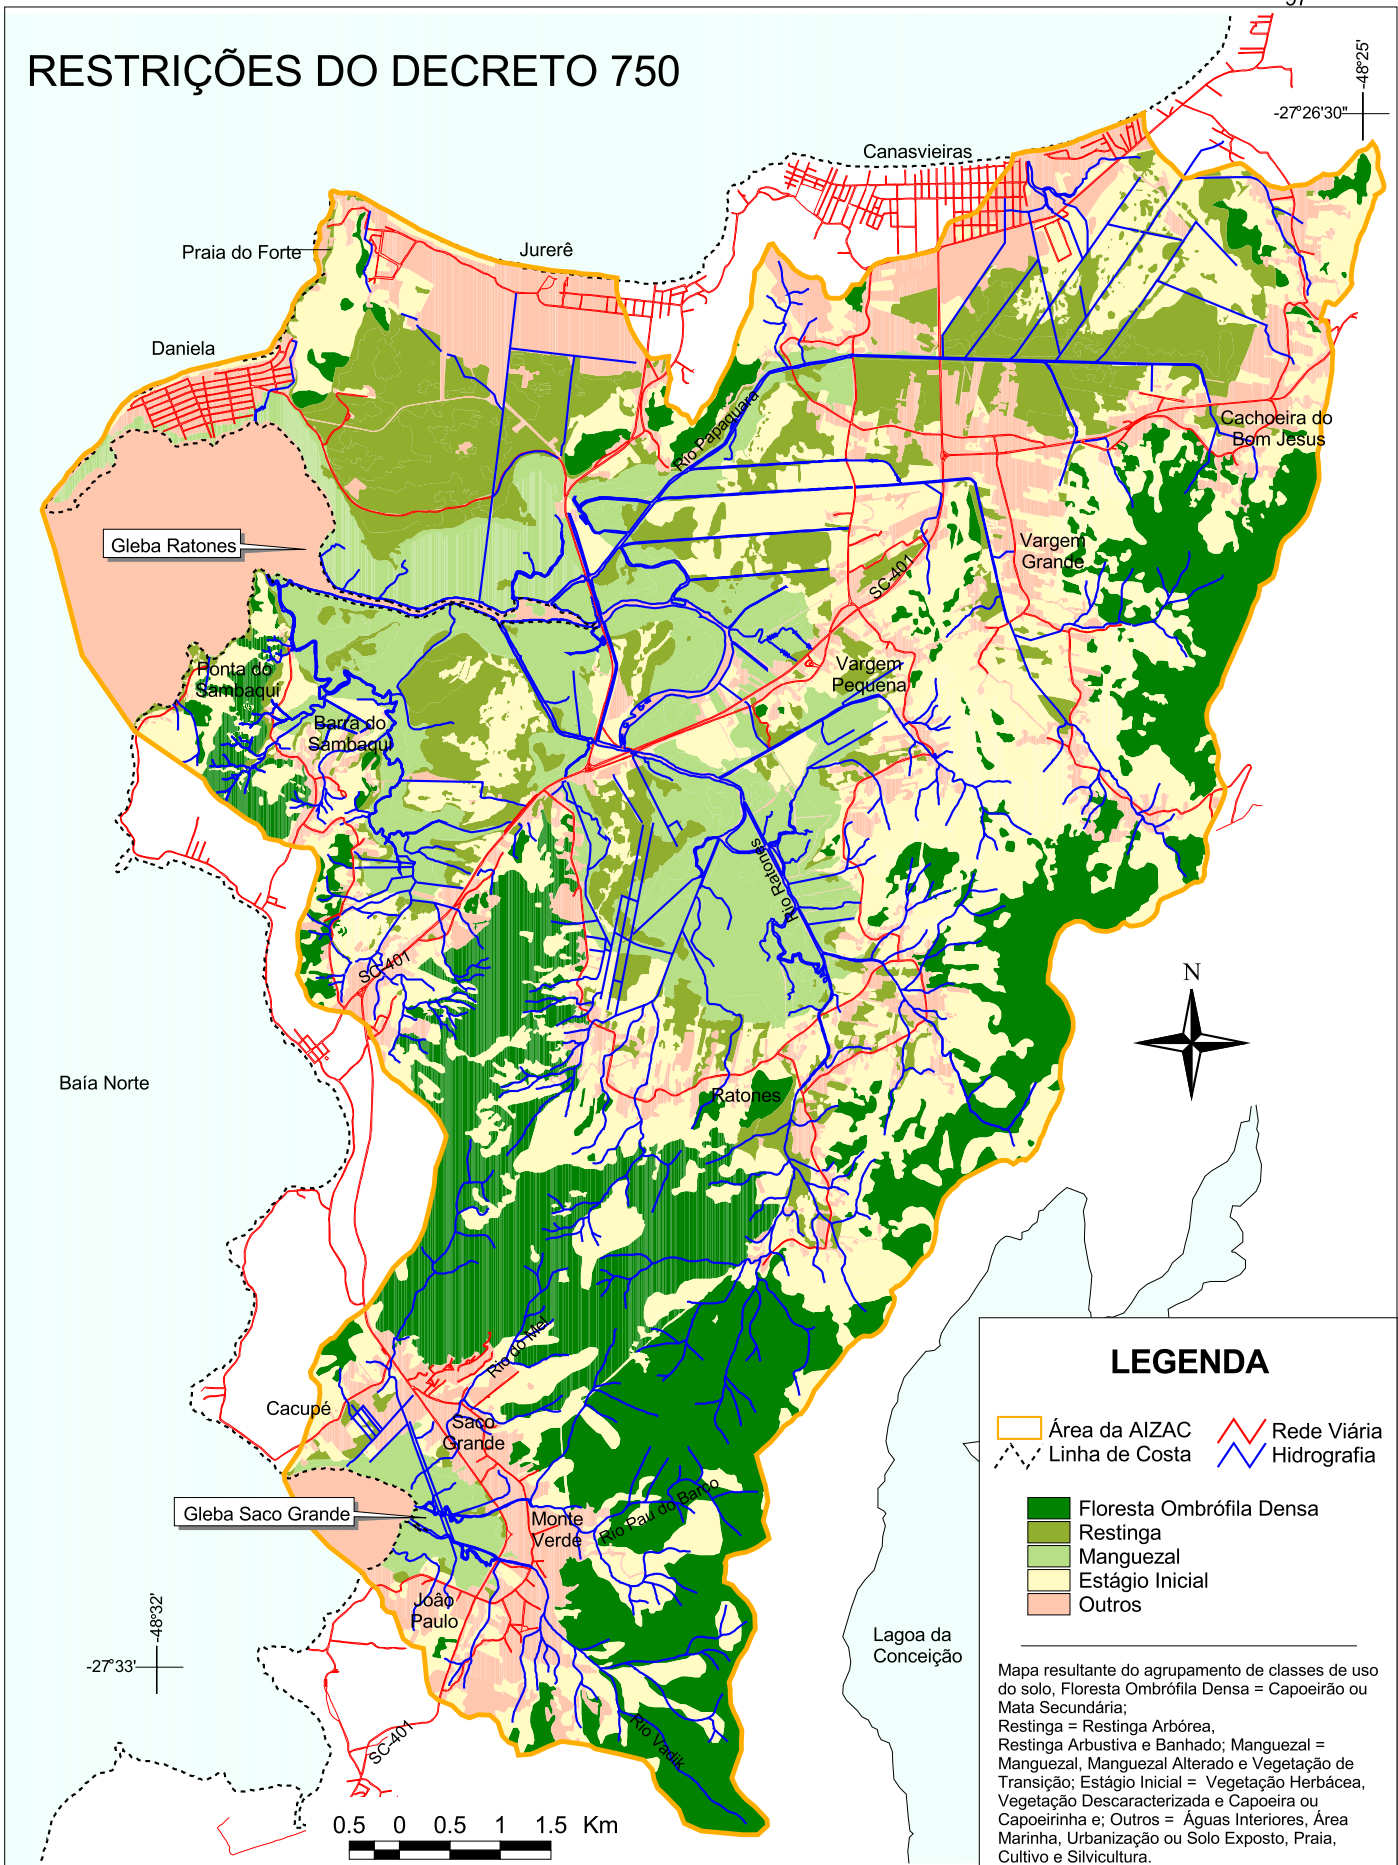 97
RESTRIÇÕES DO DECRETO 750
-48°25'
-27°26'30"
Canasvieiras
Praia do Forte
Jurerê
Daniela
Rio Papaquara
Cachoeira do
Bom Jesus
Gleba Ratones
Vargem
Grande
SC-401
Ponta do
Sambaqui
Vargem
Pequena
Barra do
Sambaqui
Rio Ratones
SC-401
N
Baía Norte
Ratones
Rio do Mel
Cacupé
Saco
Grande
Gleba Saco Grande
Monte
Verde
Rio Pau do Barco
João
Paulo
-48°32'
-27°33'
Lagoa da
Conceição
Rio Vadik
SC-401
0.5 0 0.5 1 1.5 Km
LEGENDA
Área da AIZAC
Rede Viária
Linha de Costa
Hidrografia
Floresta Ombrófila Densa
Restinga
Manguezal
Estágio Inicial
Outros
Mapa resultante do agrupamento de classes de uso
do solo, Floresta Ombrófila Densa = Capoeirão ou
Mata Secundária;
Restinga = Restinga Arbórea,
Restinga Arbustiva e Banhado; Manguezal =
Manguezal, Manguezal Alterado e Vegetação de
Transição; Estágio Inicial = Vegetação Herbácea,
Vegetação Descaracterizada e Capoeira ou
Capoeirinha e; Outros = Águas Interiores, Área
Marinha, Urbanização ou Solo Exposto, Praia,
Cultivo e Silvicultura.